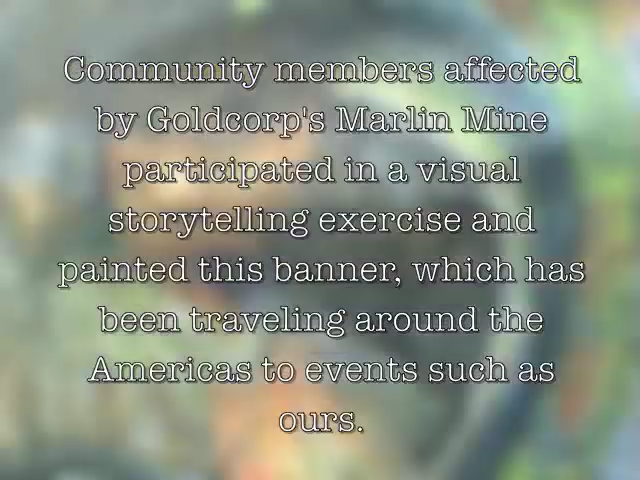 Community members affected
by Goldcorp's Marlin Mine
participated in a visual
storytelling exercise and
painted this banner, which has
been traveling around the
Americas to events such as
ours.